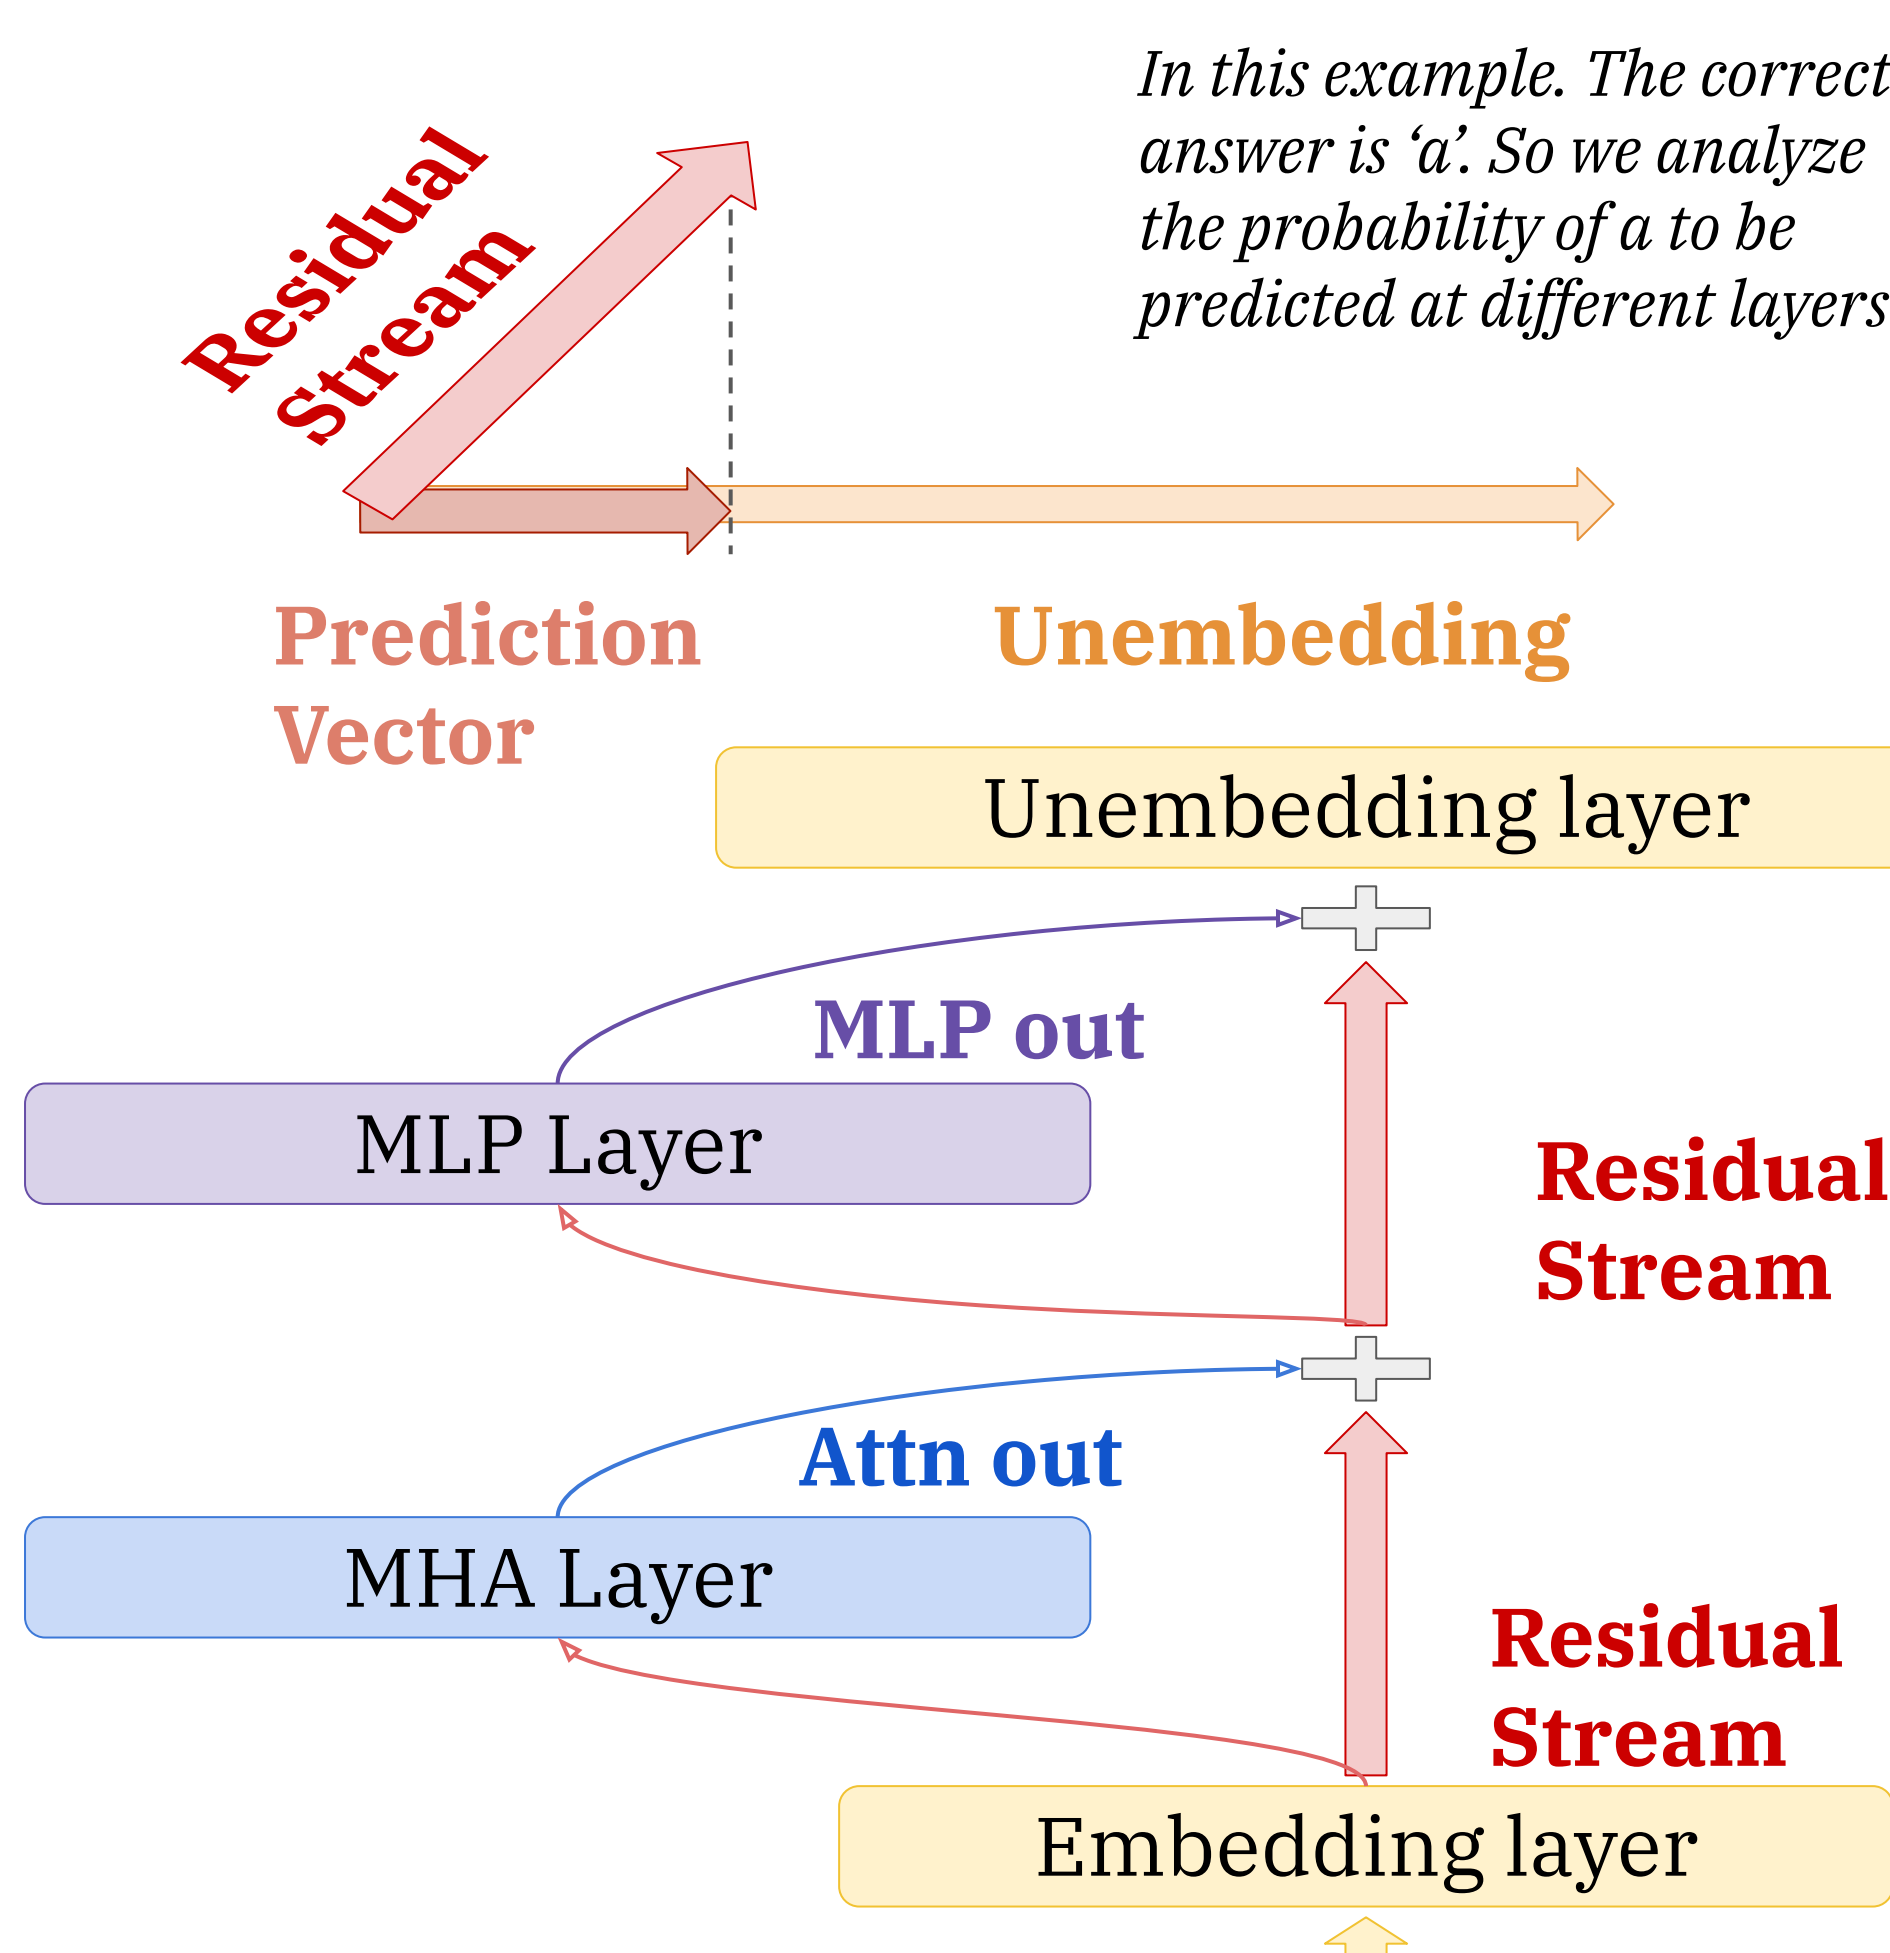 In this example. The correct
answer is ‘a’. So we analyze
the probability of a to be
predicted at different layers
Residual
Stream
Prediction
Vector
Unembedding
Unembedding layer
MLP out
MLP Layer
Residual
Stream
Attn out
MHA Layer
Residual
Stream
Embedding layer